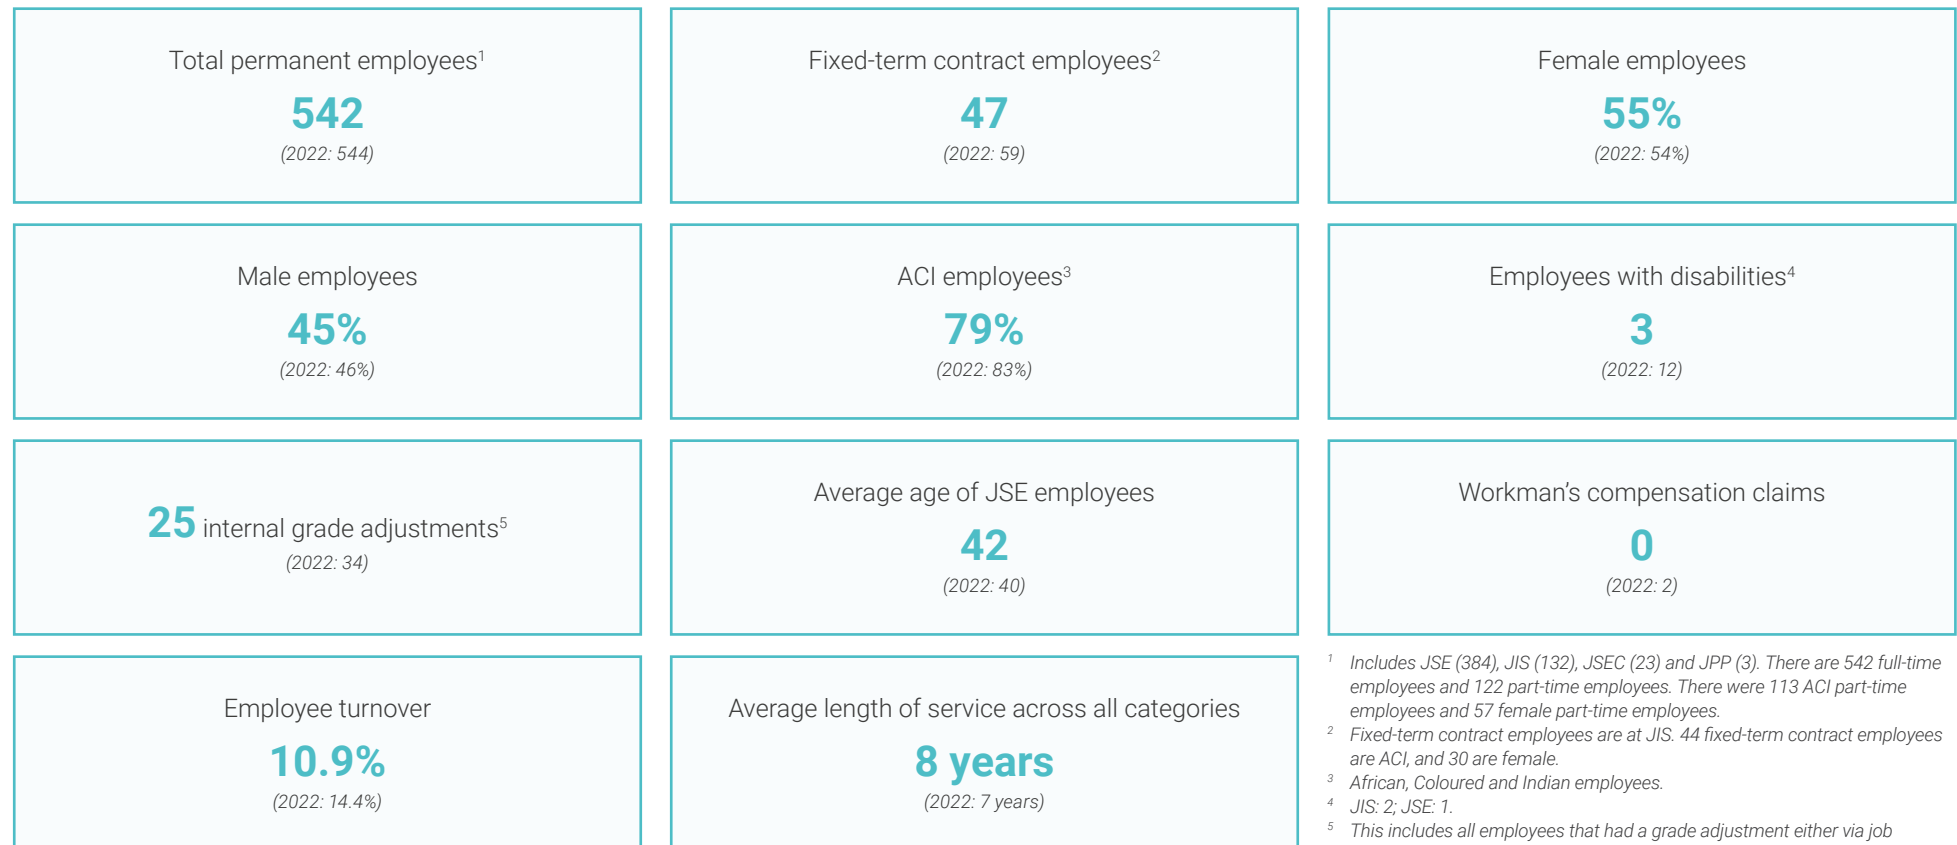 Total permanent employees¹
542
(2022: 544)
Fixed-term contract employees²
47
(2022: 59)
Female employees
55%
(2022: 54%)
Male employees
45%
(2022: 46%)
ACI employees³
79%
(2022: 83%)
Employees with disabilities⁴
3
(2022: 12)
25 internal grade adjustments⁵
(2022: 34)
Average age of JSE employees
42
(2022: 40)
Workman’s compensation claims
0
(2022: 2)
Employee turnover
10.9%
(2022: 14.4%)
Average length of service across all categories
8 years
(2022: 7 years)
¹ Includes JSE (384), JIS (132), JSEC (23) and JPP (3). There are 542 full-time
employees and 122 part-time employees. There were 113 ACI part-time
employees and 57 female part-time employees.
² Fixed-term contract employees are at JIS. 44 fixed-term contract employees
are ACI, and 30 are female.
³ African, Coloured and Indian employees.
⁴ JIS: 2; JSE: 1.
⁵ This includes all employees that had a grade adjustment either via job